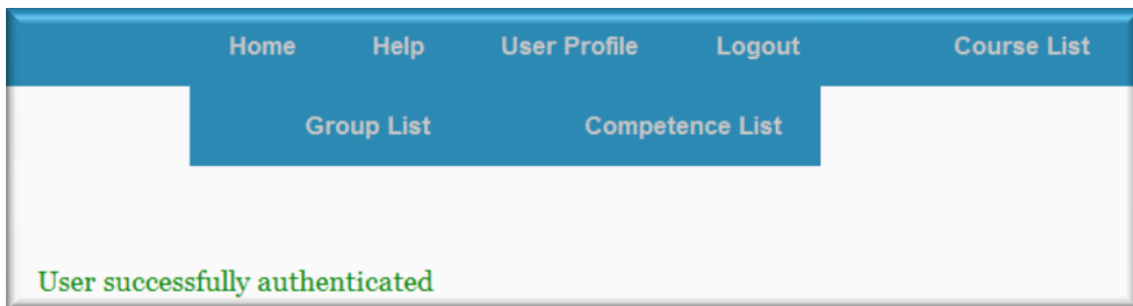 Home Help User Profile Logout Course List
Group List Competence List
User successfully authenticated